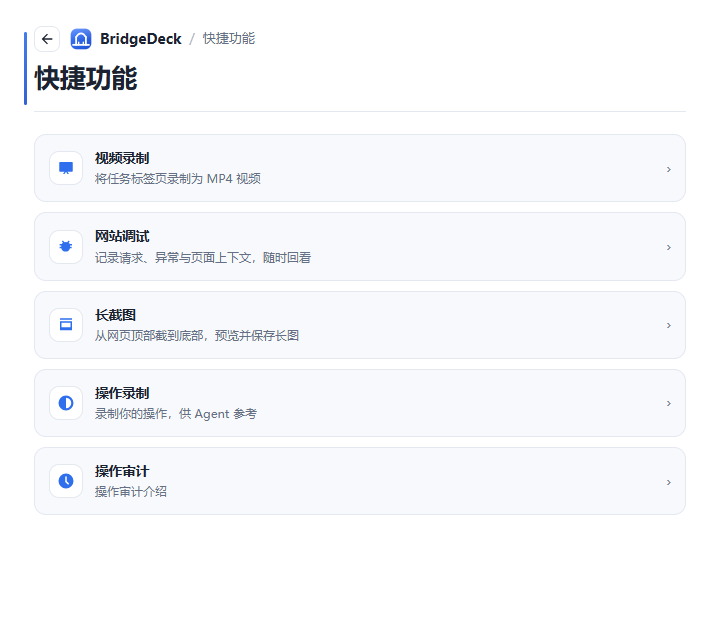 BridgeDeck / 快捷功能
快捷功能
视频录制
将任务标签页录制为 MP4 视频
网站调试
记录请求、异常与页面上下文，随时回看
长截图
从网页顶部截到底部，预览并保存长图
操作录制
录制你的操作，供 Agent 参考
操作审计
操作审计介绍